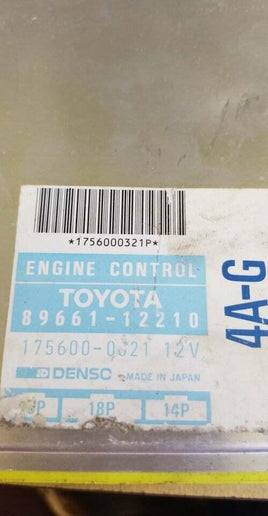 *1756000321P*
ENGINE CONTROL
TOYOTA
89661-12210
175600-0321 12V
DENSO MADE IN JAPAN
18P 14P
4A-G